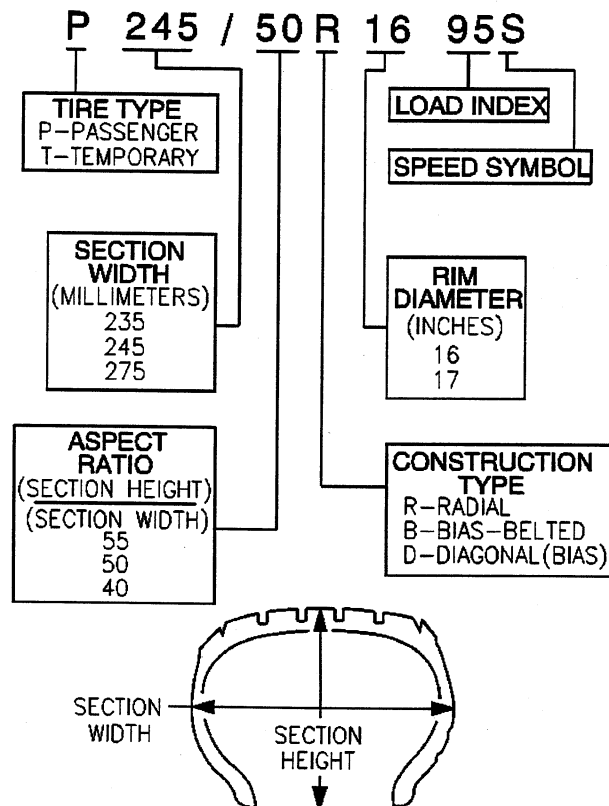 P 245 / 50 R 16 95S
TIRE TYPE
P-PASSENGER
T-TEMPORARY
LOAD INDEX
SPEED SYMBOL
SECTION
WIDTH
(MILLIMETERS)
235
245
275
RIM
DIAMETER
(INCHES)
16
17
ASPECT
RATIO
(SECTION HEIGHT)
(SECTION WIDTH)
55
50
40
CONSTRUCTION
TYPE
R-RADIAL
B-BIAS-BELTED
D-DIAGONAL(BIAS)
SECTION
WIDTH
SECTION
HEIGHT